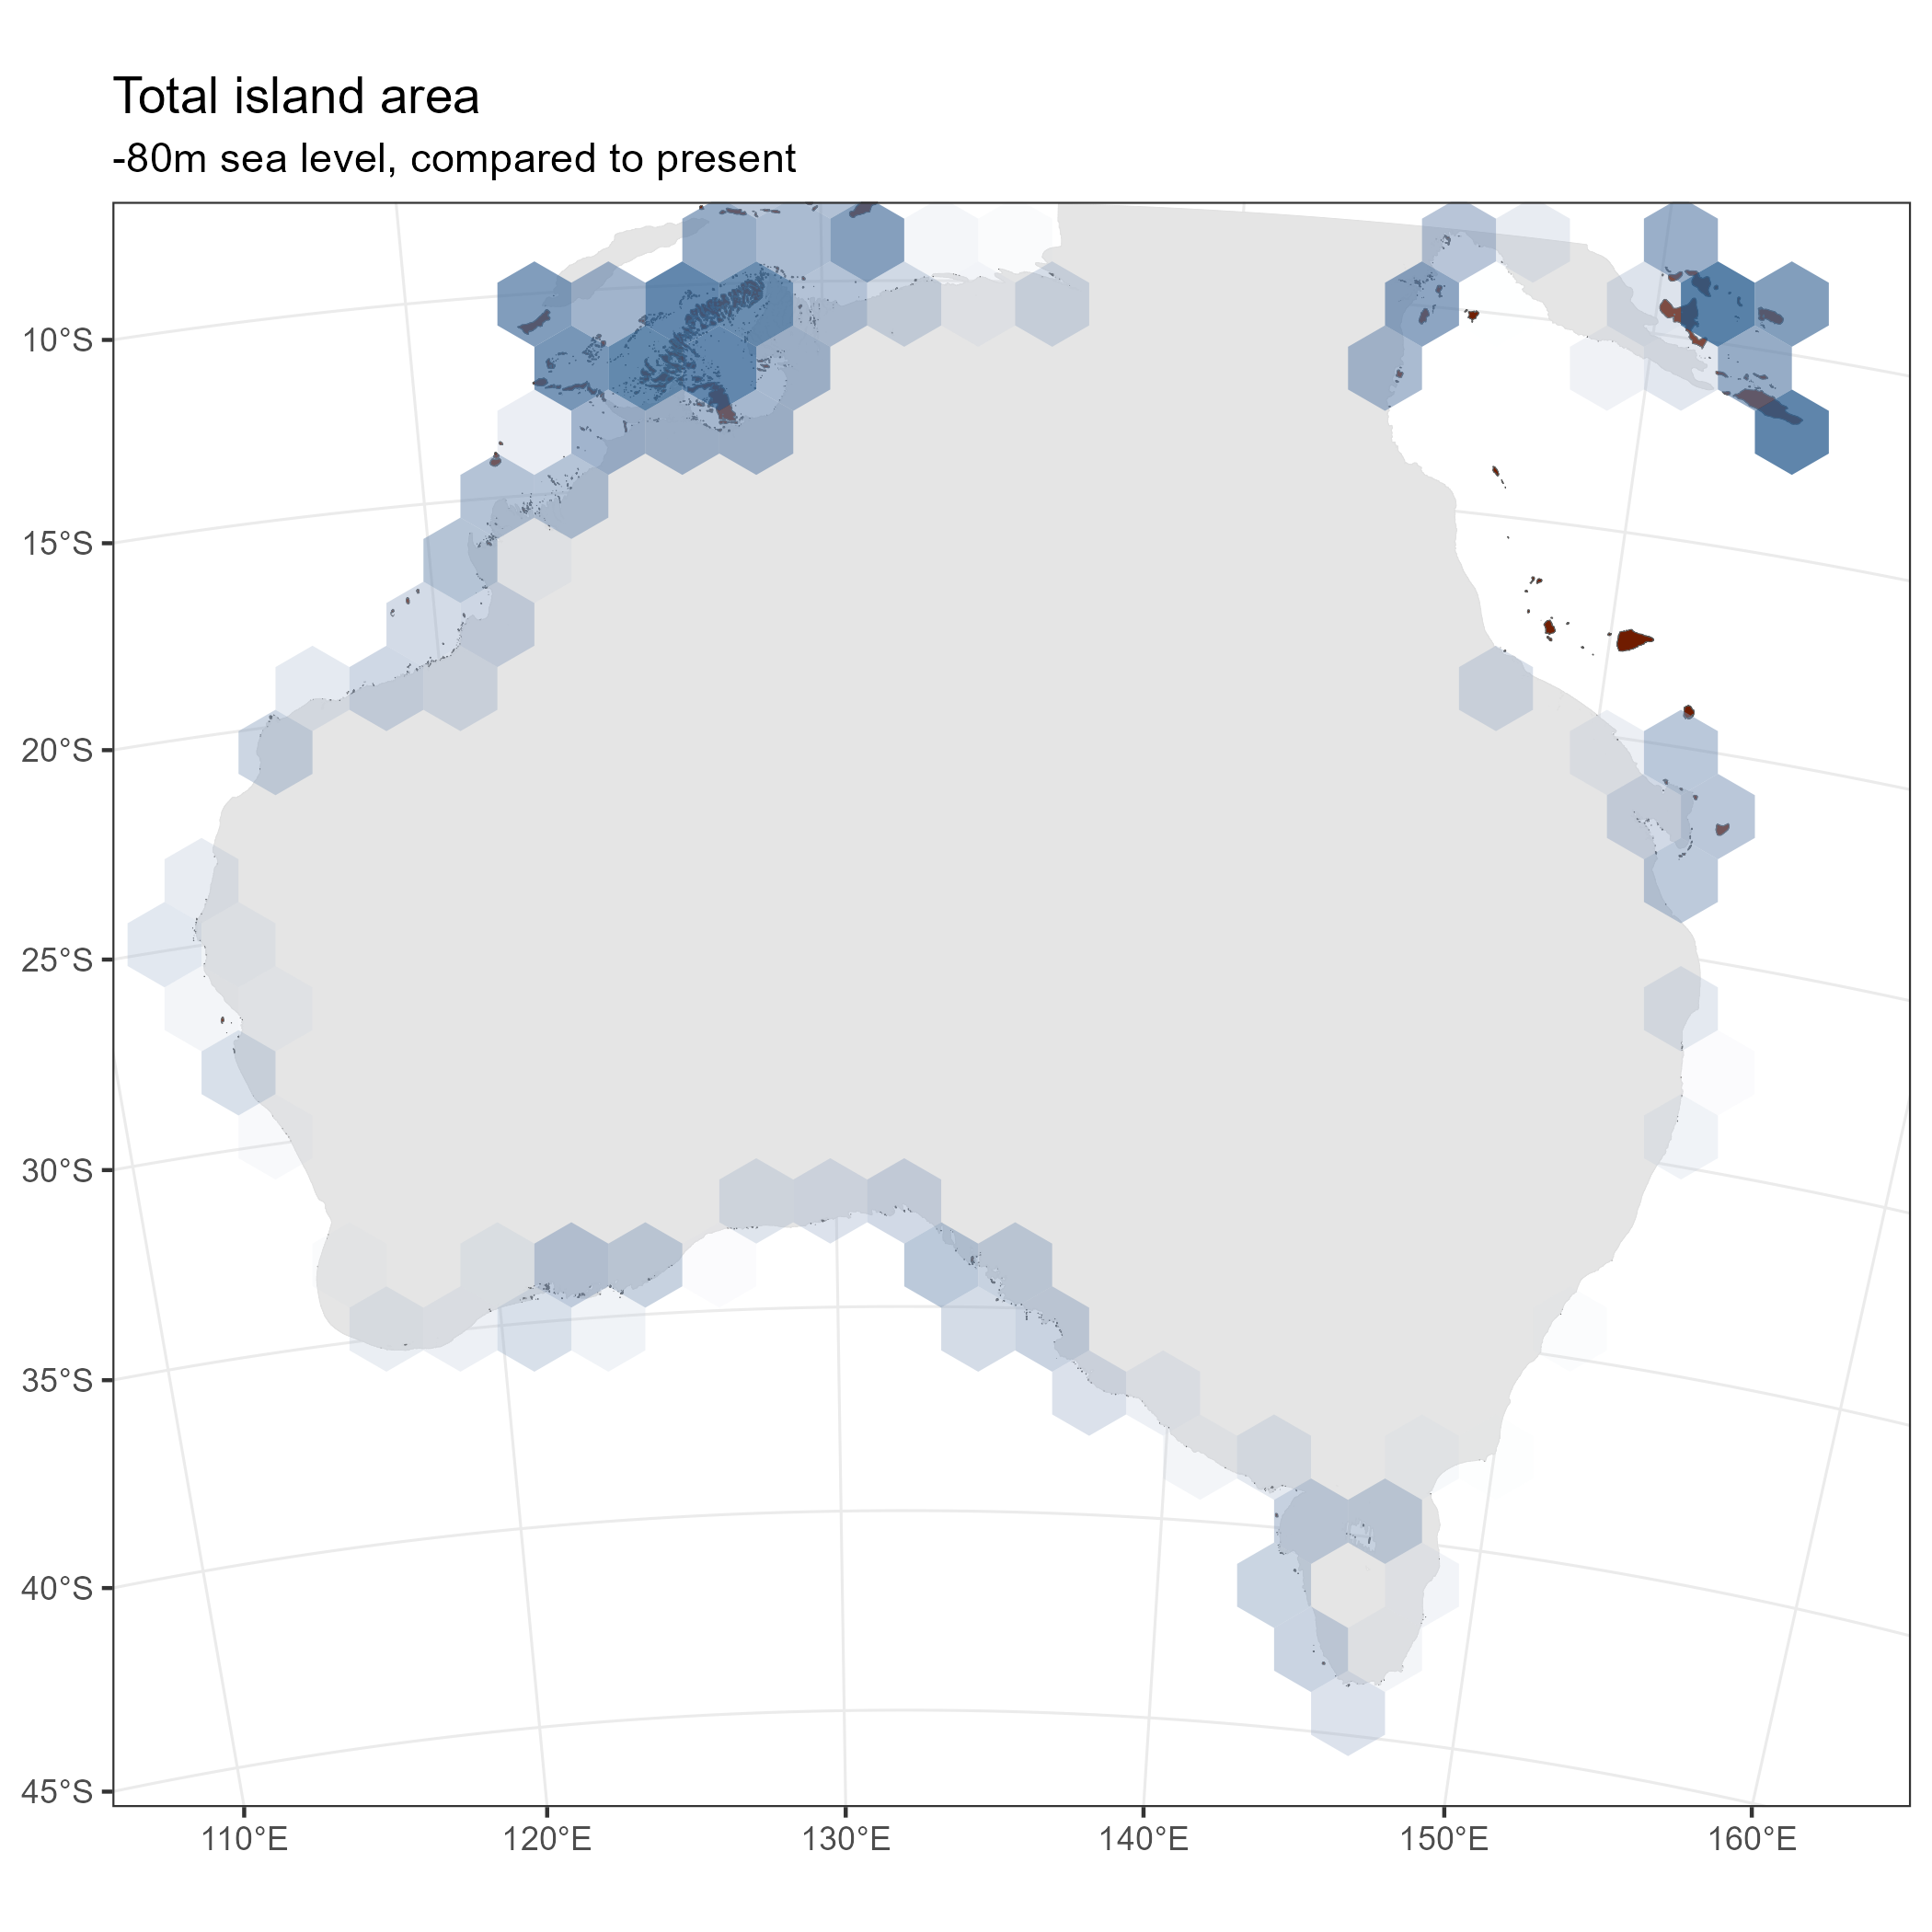 Total island area
-80m sea level, compared to present
10°S
15°S
20°S
25°S
30°S
35°S
40°S
45°S
110°E
120°E
130°E
140°E
150°E
160°E